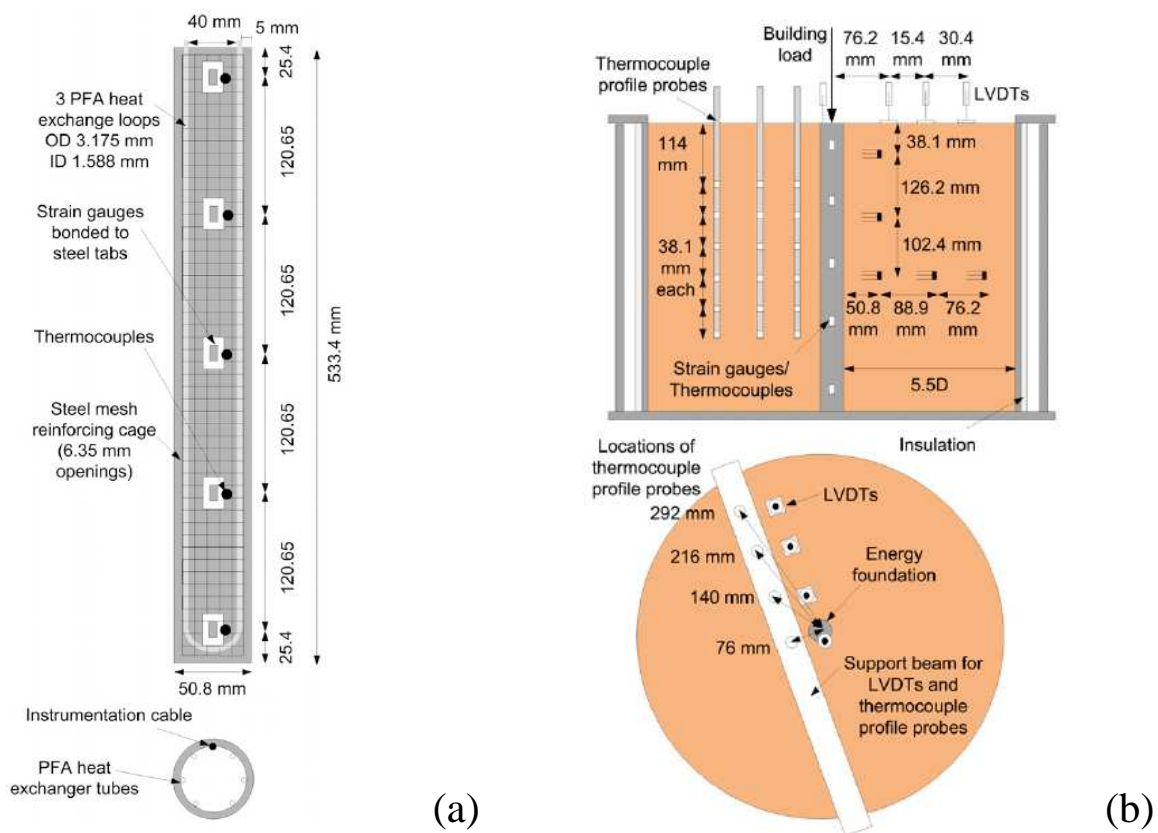 40 mm
5 mm
25.4
3 PFA heat
exchange loops
OD 3.175 mm
ID 1.588 mm
120.65
Strain gauges
bonded to
steel tabs
120.65
533.4 mm
Thermocouples
120.65
Steel mesh
reinforcing cage
(6.35 mm
openings)
120.65
25.4
50.8 mm
Instrumentation cable
PFA heat
exchanger tubes
(a)
Building
load
76.2
mm
15.4
mm
30.4
mm
Thermocouple
profile probes
LVDTs
114
mm
38.1 mm
126.2 mm
102.4 mm
38.1
mm
each
50.8
mm
88.9
mm
76.2
mm
Strain gauges/
Thermocouples
5.5D
Insulation
Locations of
thermocouple
profile probes
292 mm
LVDTs
216 mm
Energy
foundation
140 mm
76 mm
Support beam for
LVDTs and
thermocouple
profile probes
(b)